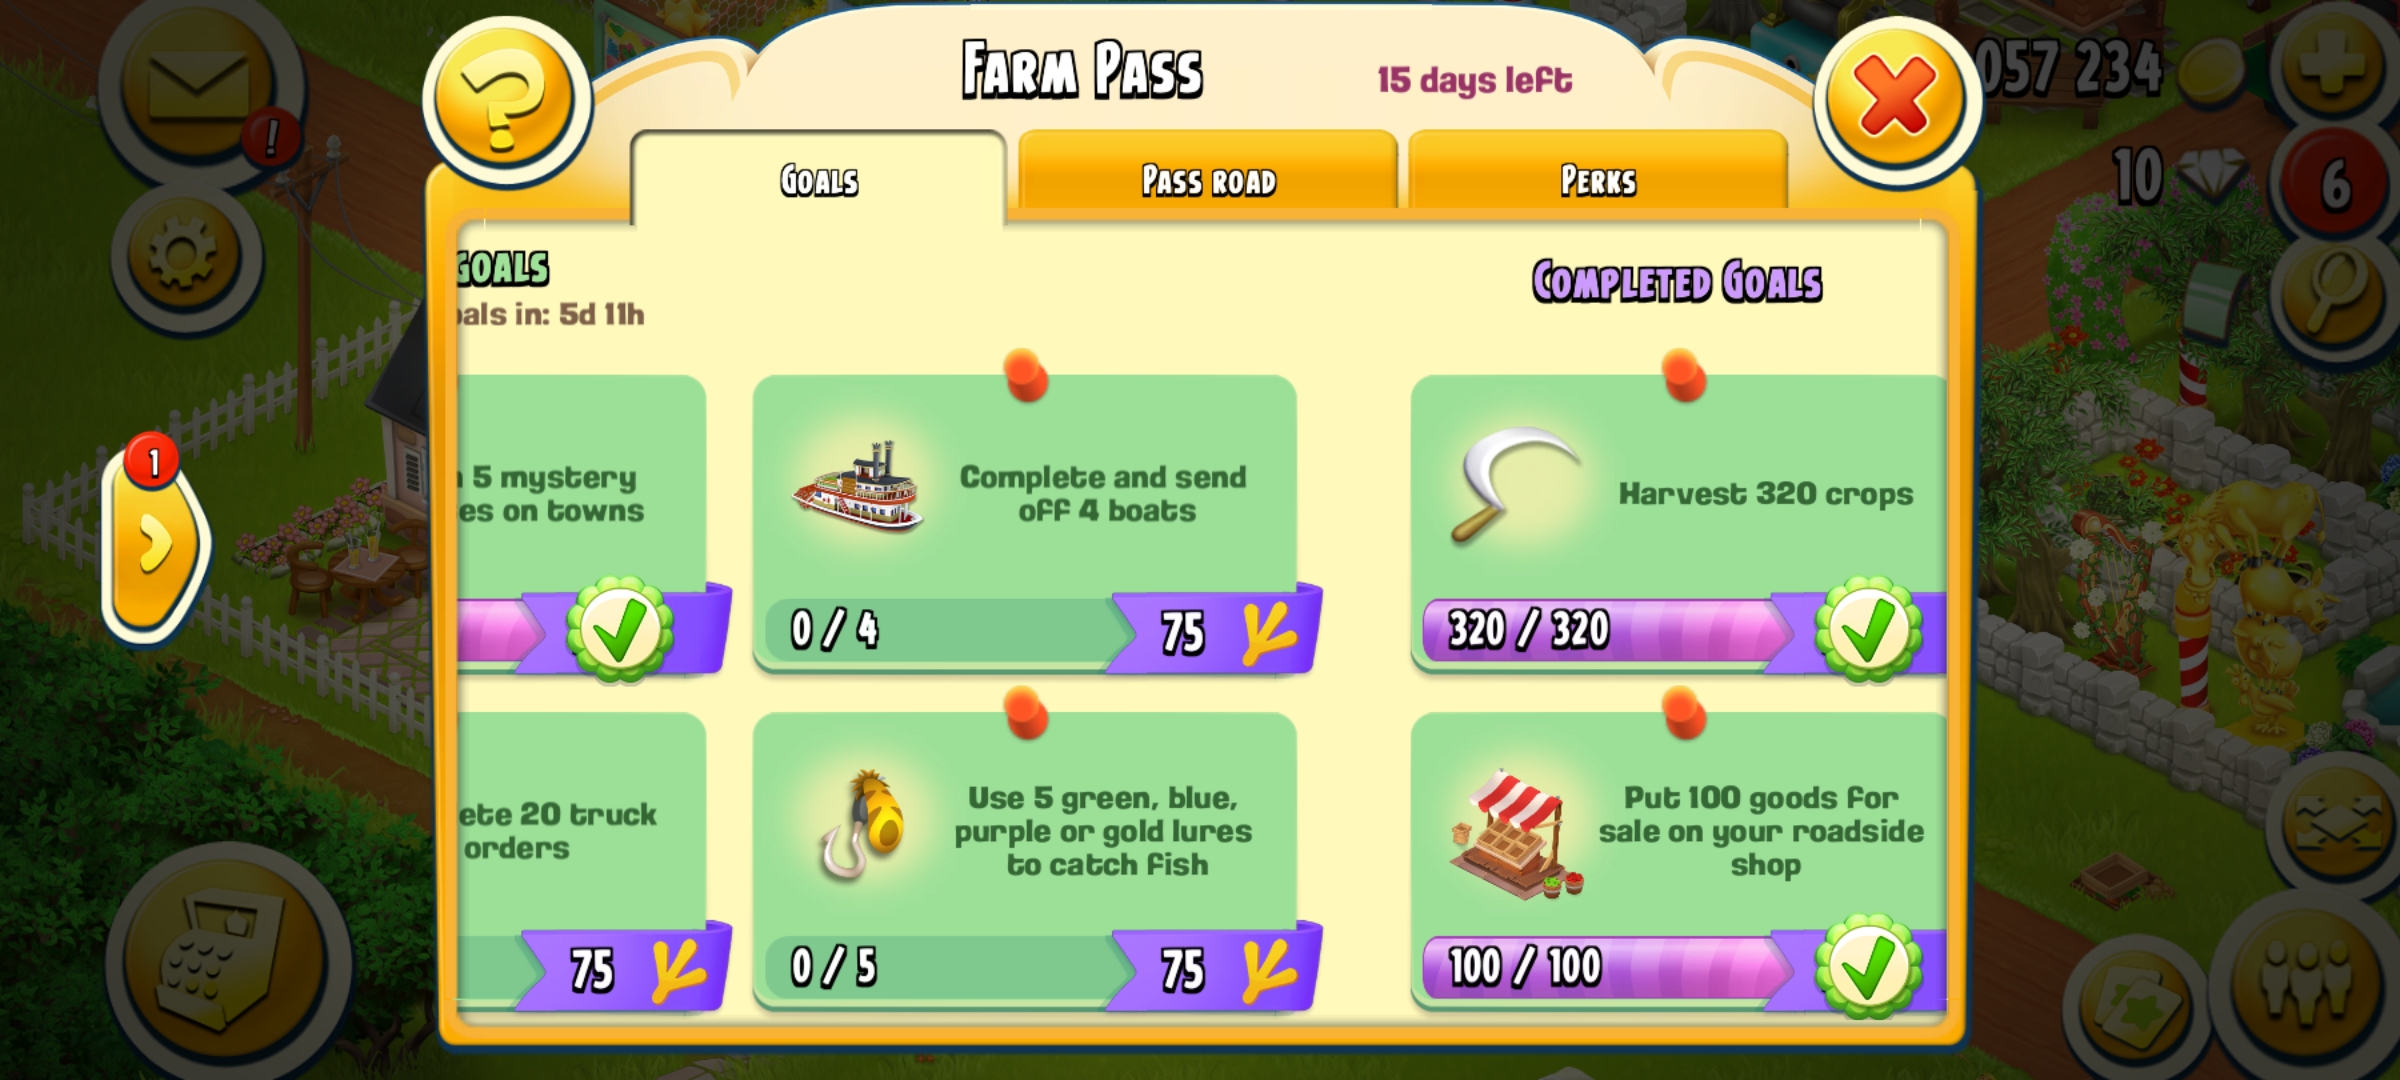 FARM PASS
15 days left
057 234
10
6
!
1
GOALS
PASS ROAD
PERKS
GOALS
als in: 5d 11h
COMPLETED GOALS
5 mystery
es on towns
Complete and send
off 4 boats
0 / 4
75
Harvest 320 crops
320 / 320
ete 20 truck
orders
75
Use 5 green, blue,
purple or gold lures
to catch fish
0 / 5
75
Put 100 goods for
sale on your roadside
shop
100 / 100